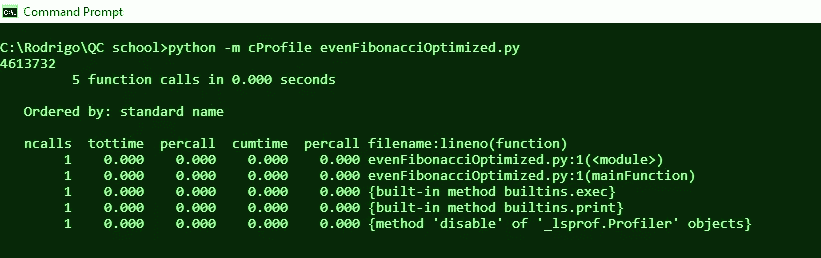 C:\ Command Prompt
C:\Rodrigo\QC school>python -m cProfile evenFibonacciOptimized.py
4613732
         5 function calls in 0.000 seconds

   Ordered by: standard name

   ncalls  tottime  percall  cumtime  percall filename:lineno(function)
        1    0.000    0.000    0.000    0.000 evenFibonacciOptimized.py:1(<module>)
        1    0.000    0.000    0.000    0.000 evenFibonacciOptimized.py:1(mainFunction)
        1    0.000    0.000    0.000    0.000 {built-in method builtins.exec}
        1    0.000    0.000    0.000    0.000 {built-in method builtins.print}
        1    0.000    0.000    0.000    0.000 {method 'disable' of '_lsprof.Profiler' objects}